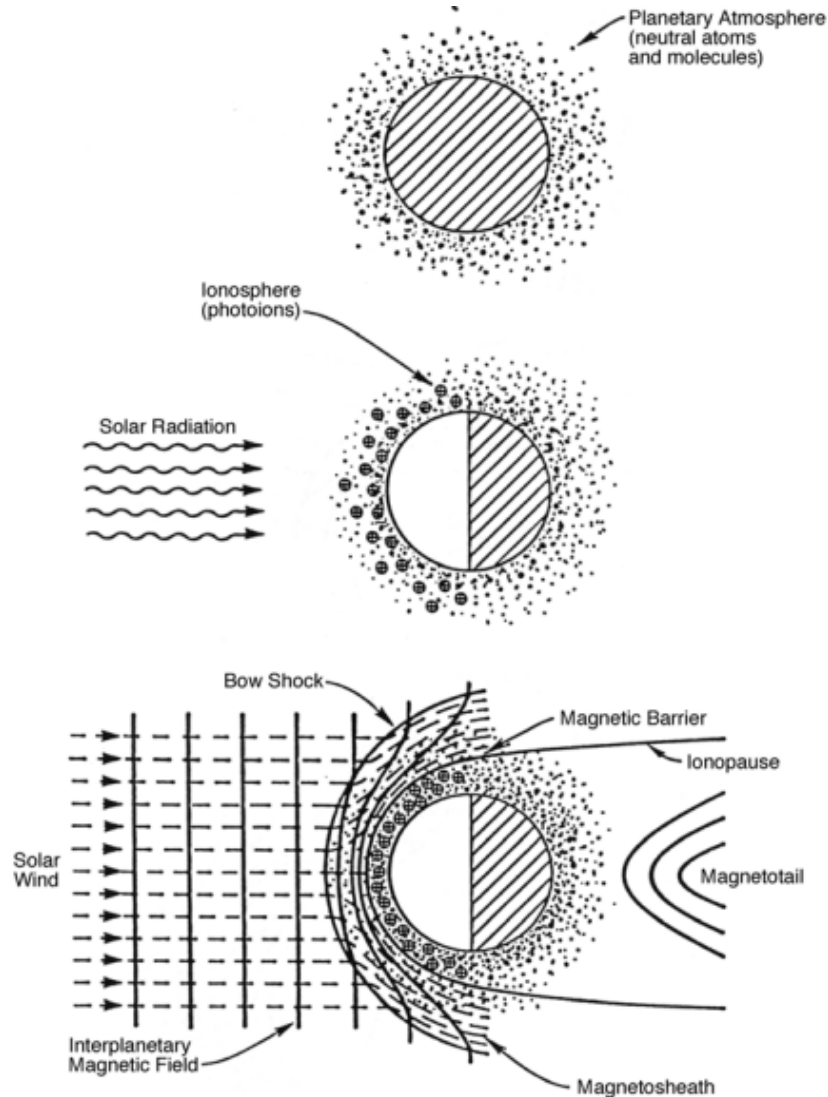 Planetary Atmosphere
(neutral atoms
and molecules)
Ionosphere
(photoions)
Solar Radiation
Bow Shock
Magnetic Barrier
Ionopause
Solar
Wind
Magnetotail
Interplanetary
Magnetic Field
Magnetosheath